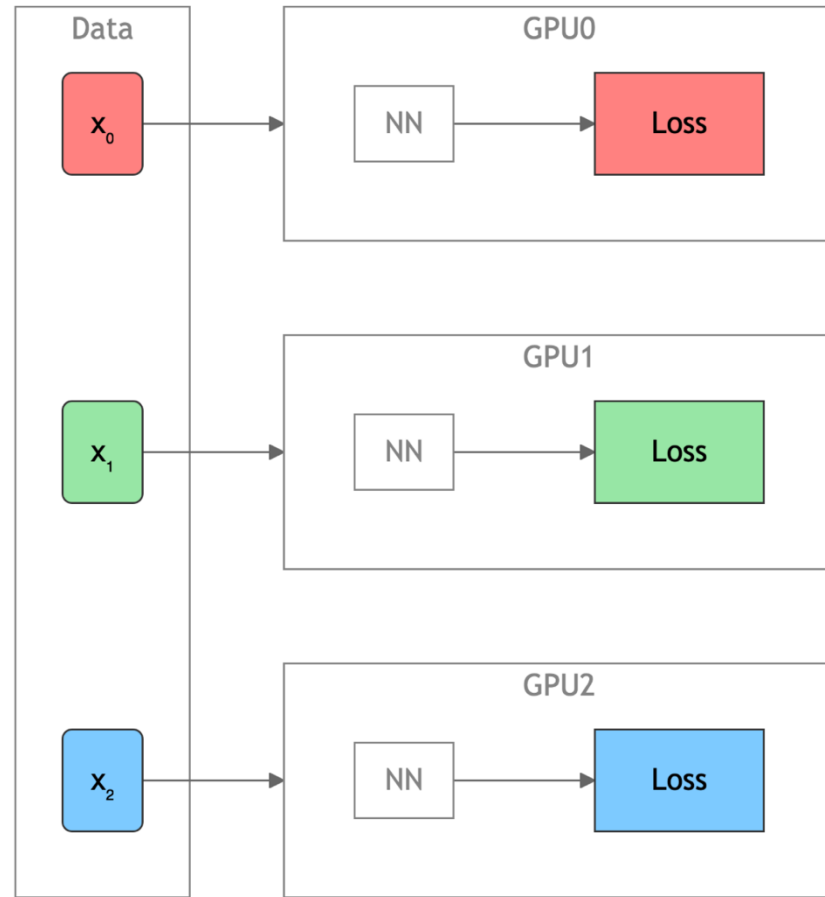 Data
GPU0
x₀
NN
Loss
GPU1
x₁
NN
Loss
GPU2
x₂
NN
Loss